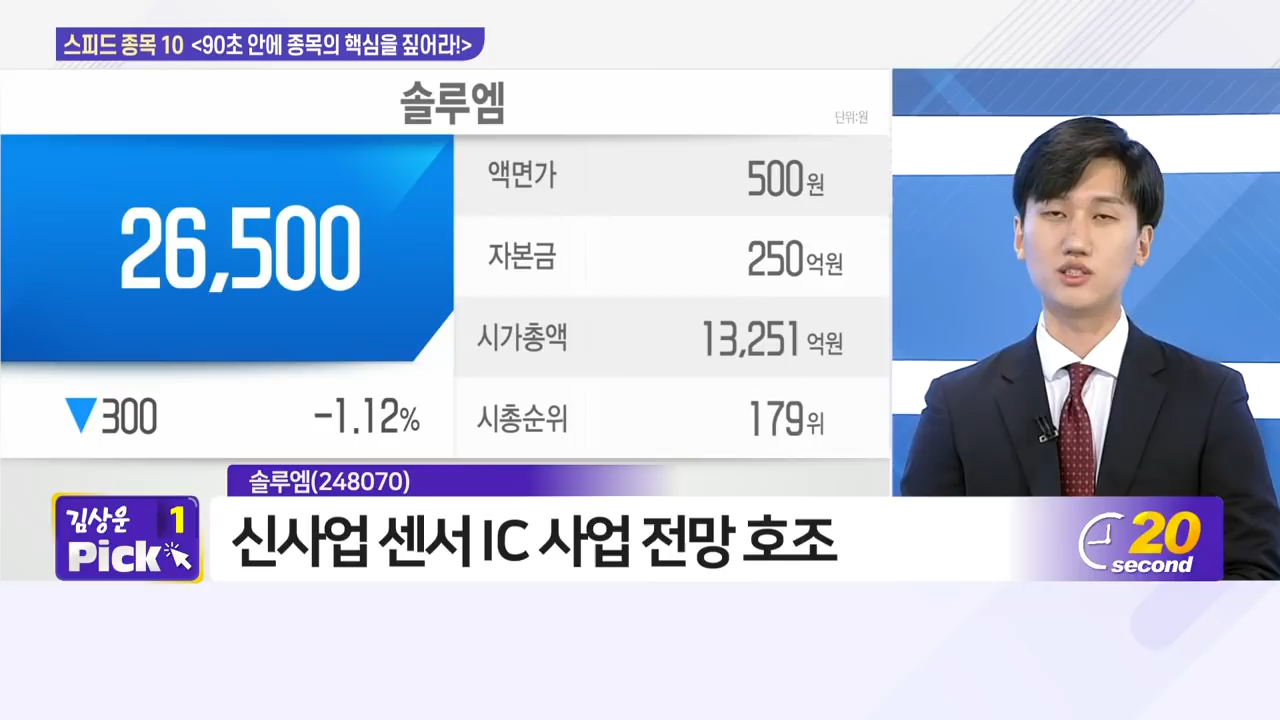 스피드 종목 10 <90초 안에 종목의 핵심을 짚어라!>
솔루엠
단위:원
26,500
▼300 -1.12%
액면가 500원
자본금 250억원
시가총액 13,251억원
시총순위 179위
솔루엠(248070)
김상운 1
Pick
신사업 센서 IC 사업 전망 호조
20
second